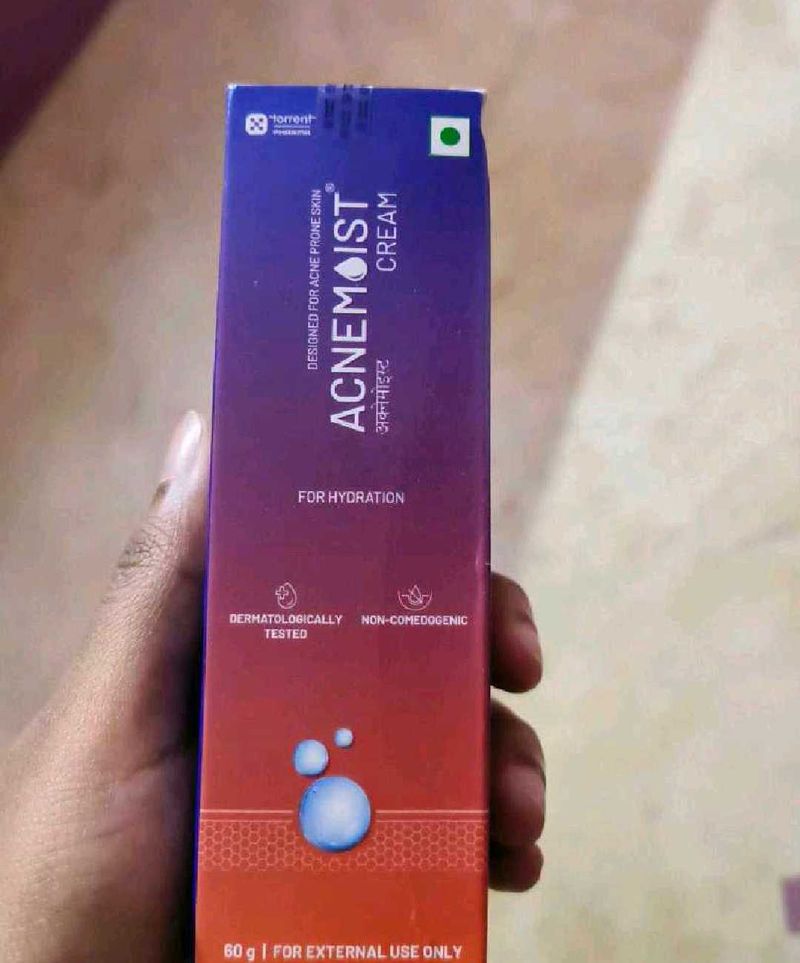 torrent
PHARMA
DESIGNED FOR ACNE PRONE SKIN
ACNEMOIST®
CREAM
अक्नेमोइस्ट
FOR HYDRATION
DERMATOLOGICALLY
TESTED
NON-COMEDOGENIC
60 g | FOR EXTERNAL USE ONLY